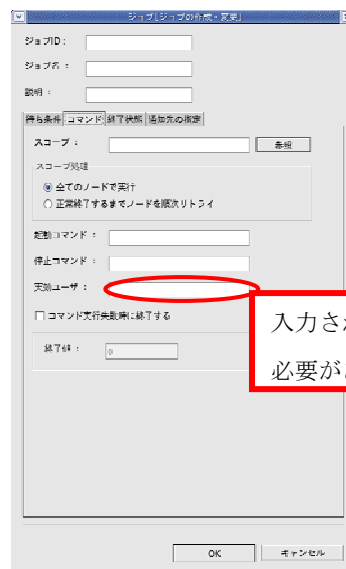 ジョブ[ジョブの作成・変更]
ジョブID:
ジョブ名 :
説明 :
待ち条件 コマンド 終了状態 通知先の指定
スコープ : 参照
スコープ処理
全てのノードで実行
正常終了するまでノードを順次リトライ
起動コマンド :
停止コマンド :
実効ユーザ :
コマンド実行失敗時に終了する
入力さ
終了値 : 0
必要が
OK キャンセル